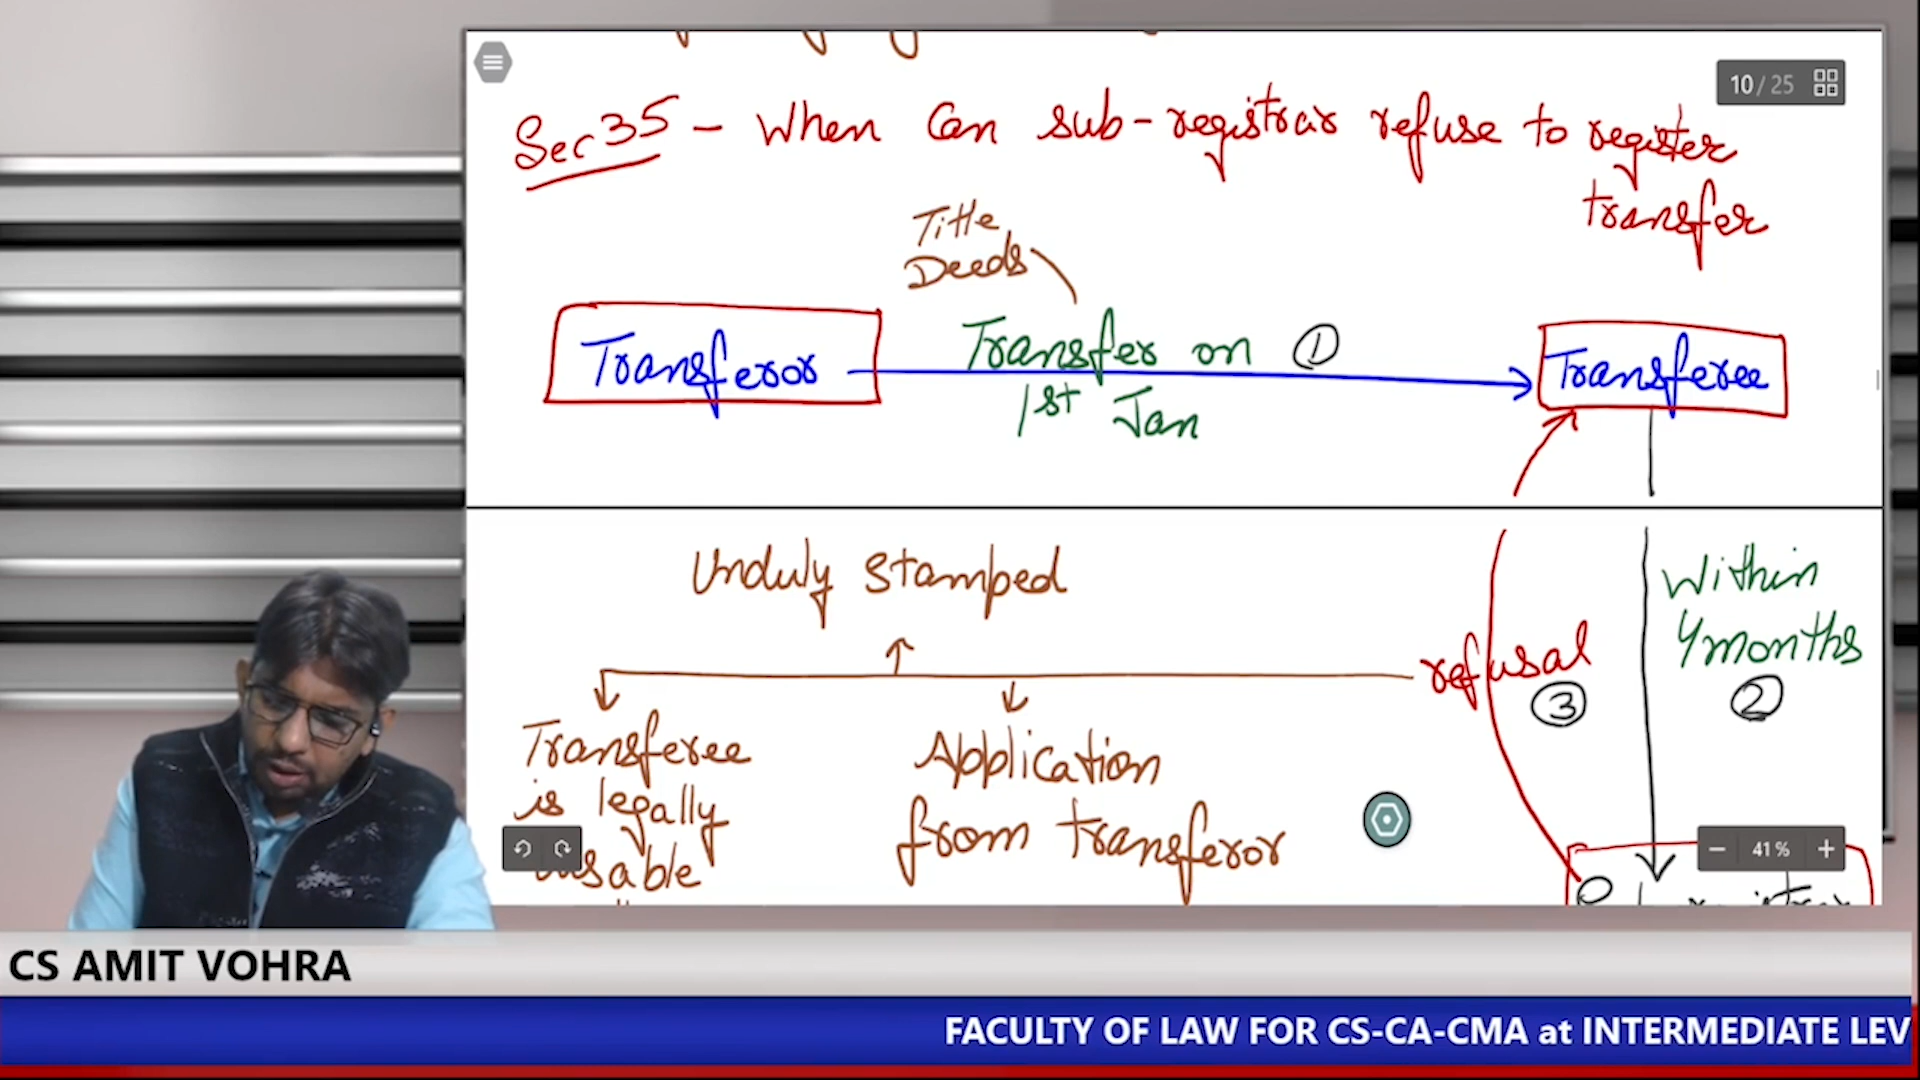 10 / 25
Sec 35 - When Can sub-registrar refuse to register
transfer
Title
Deeds
Transferor
Transfer on ①
1st Jan
Transferee
Unduly stamped
Within
4 months
②
refusal
③
Transferee
is legally
Application
from transferor
41 %
CS AMIT VOHRA
FACULTY OF LAW FOR CS-CA-CMA at INTERMEDIATE LEV